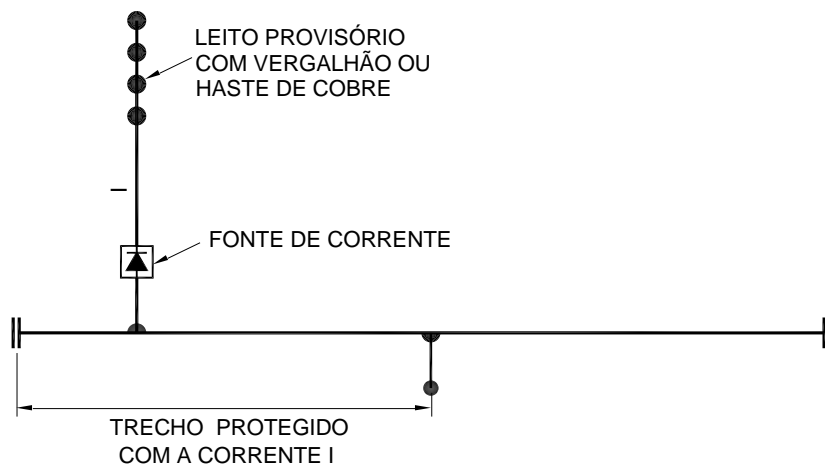 LEITO PROVISÓRIO
COM VERGALHÃO OU
HASTE DE COBRE
I
FONTE DE CORRENTE
TRECHO PROTEGIDO
COM A CORRENTE I